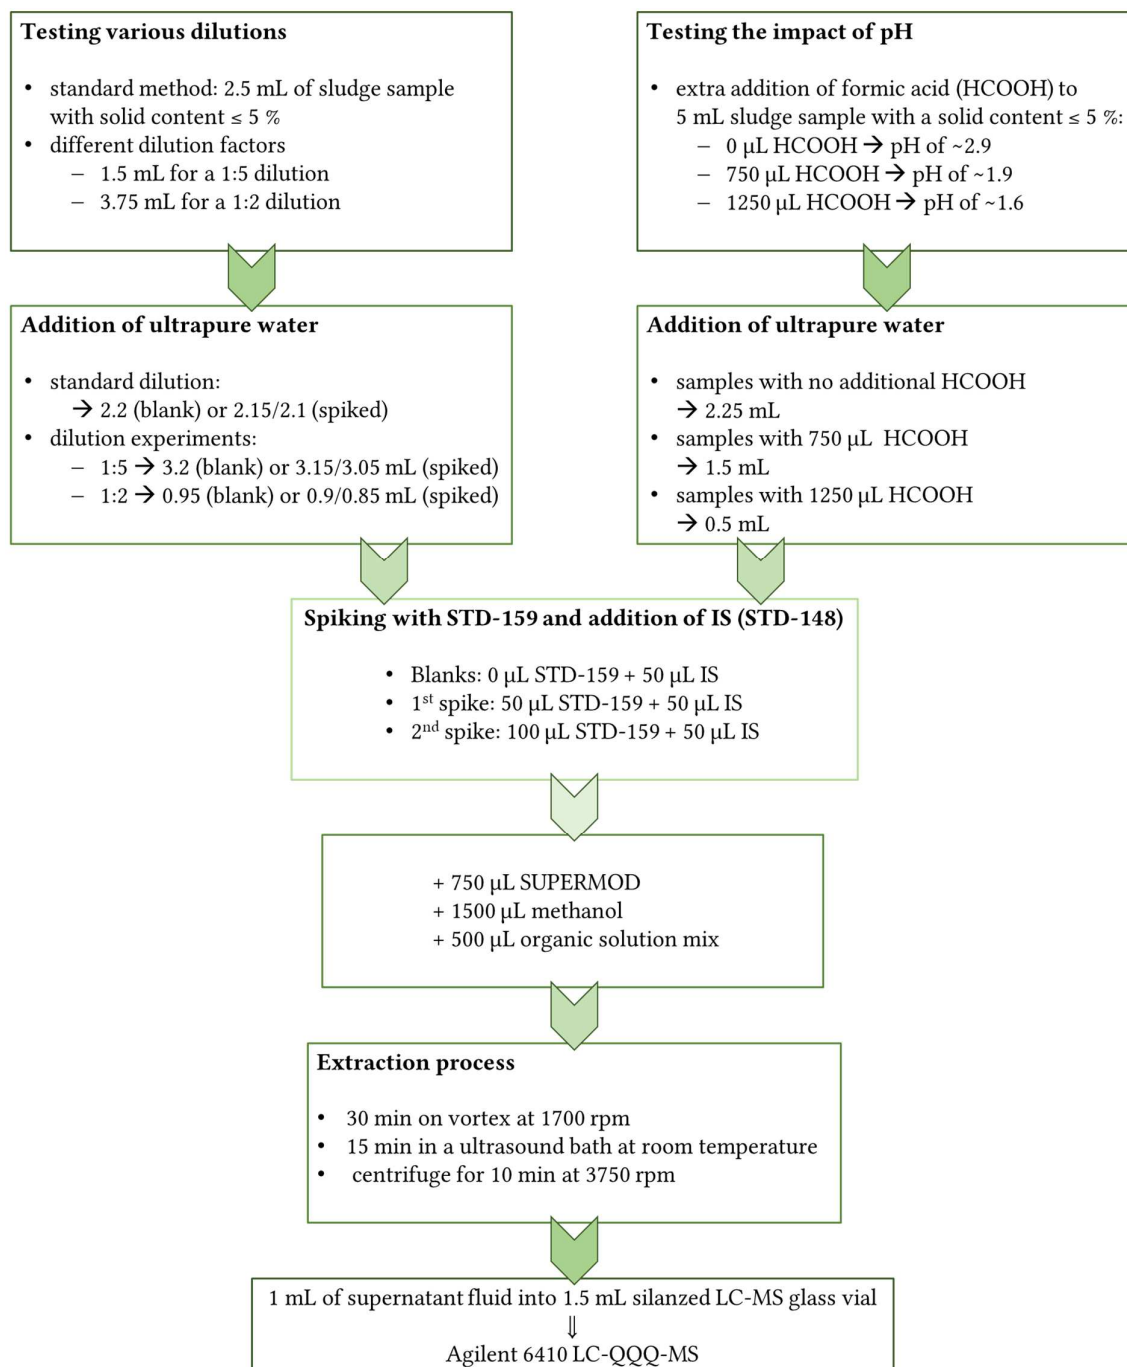 Testing various dilutions
• standard method: 2.5 mL of sludge sample
with solid content ≤ 5 %
• different dilution factors
– 1.5 mL for a 1:5 dilution
– 3.75 mL for a 1:2 dilution
Testing the impact of pH
• extra addition of formic acid (HCOOH) to
5 mL sludge sample with a solid content ≤ 5 %:
– 0 µL HCOOH → pH of ~2.9
– 750 µL HCOOH → pH of ~1.9
– 1250 µL HCOOH → pH of ~1.6
Addition of ultrapure water
• standard dilution:
→ 2.2 (blank) or 2.15/2.1 (spiked)
• dilution experiments:
– 1:5 → 3.2 (blank) or 3.15/3.05 mL (spiked)
– 1:2 → 0.95 (blank) or 0.9/0.85 mL (spiked)
Addition of ultrapure water
• samples with no additional HCOOH
→ 2.25 mL
• samples with 750 µL HCOOH
→ 1.5 mL
• samples with 1250 µL HCOOH
→ 0.5 mL
Spiking with STD-159 and addition of IS (STD-148)
• Blanks: 0 µL STD-159 + 50 µL IS
• 1st spike: 50 µL STD-159 + 50 µL IS
• 2nd spike: 100 µL STD-159 + 50 µL IS
+ 750 µL SUPERMOD
+ 1500 µL methanol
+ 500 µL organic solution mix
Extraction process
• 30 min on vortex at 1700 rpm
• 15 min in a ultrasound bath at room temperature
• centrifuge for 10 min at 3750 rpm
1 mL of supernatant fluid into 1.5 mL silanzed LC-MS glass vial
⇓
Agilent 6410 LC-QQQ-MS